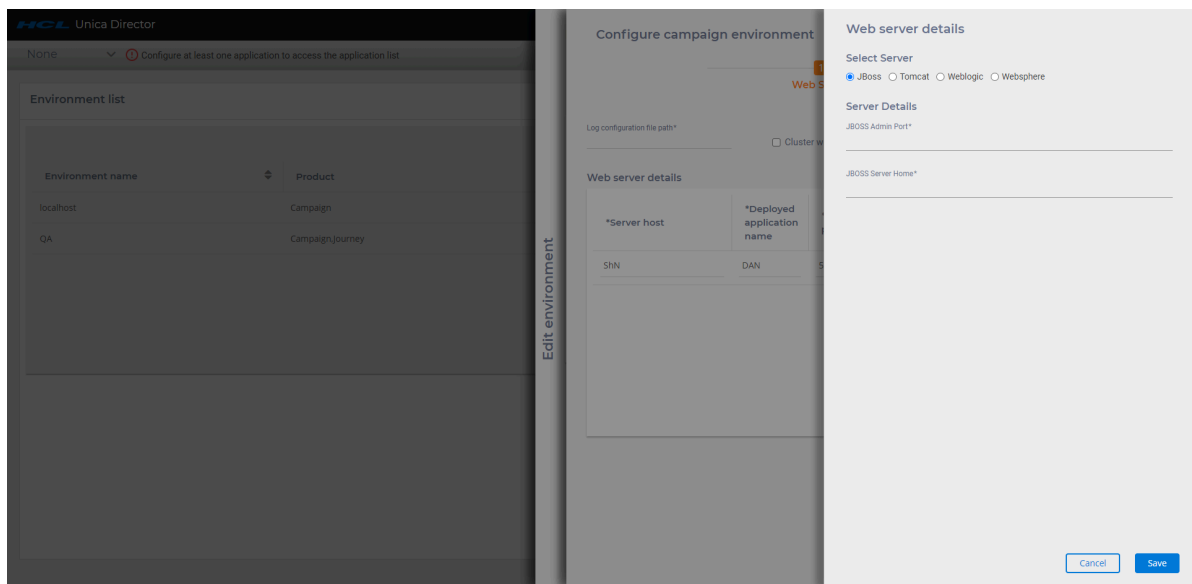 HCL Unica Director
None
Configure at least one application to access the application list
Environment list
Environment name
Product
localhost
Campaign
QA
Campaign,Journey
Edit environment
Configure campaign environment
1
Web S
Log configuration file path*
Cluster w
Web server details
*Server host
*Deployed
application
name
ShN
DAN
Web server details
Select Server
JBoss Tomcat Weblogic Websphere
Server Details
JBOSS Admin Port*
JBOSS Server Home*
Cancel
Save